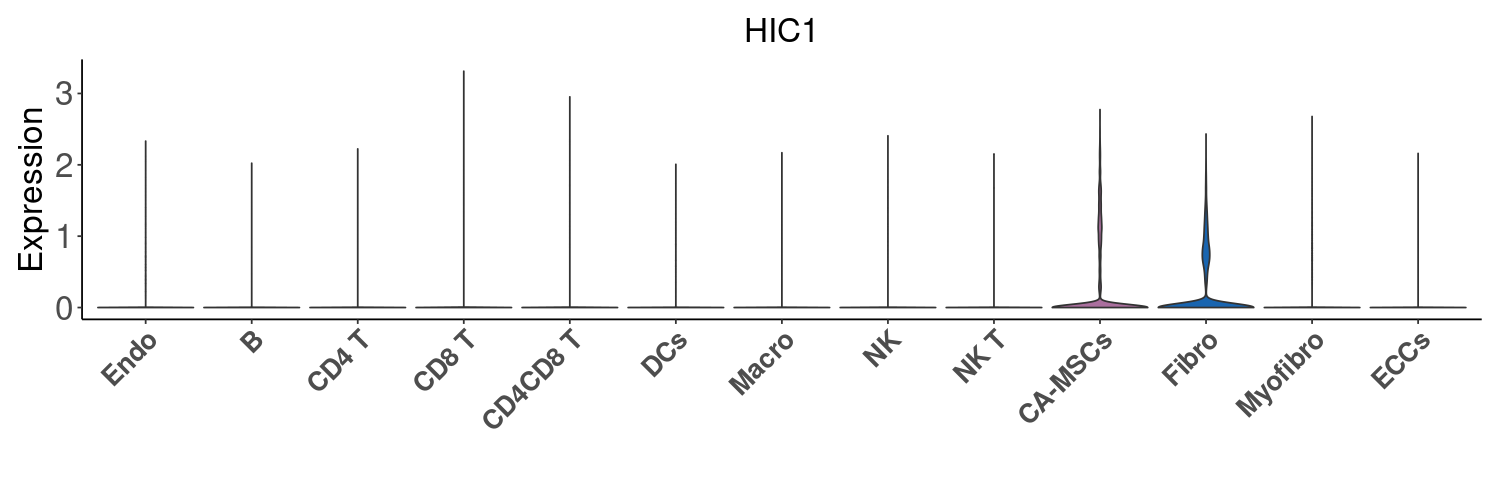 HIC1
Expression
3
2
1
0
Endo
B
CD4 T
CD8 T
CD4CD8 T
DCs
Macro
NK
NK T
CA-MSCs
Fibro
Myofibro
ECCs